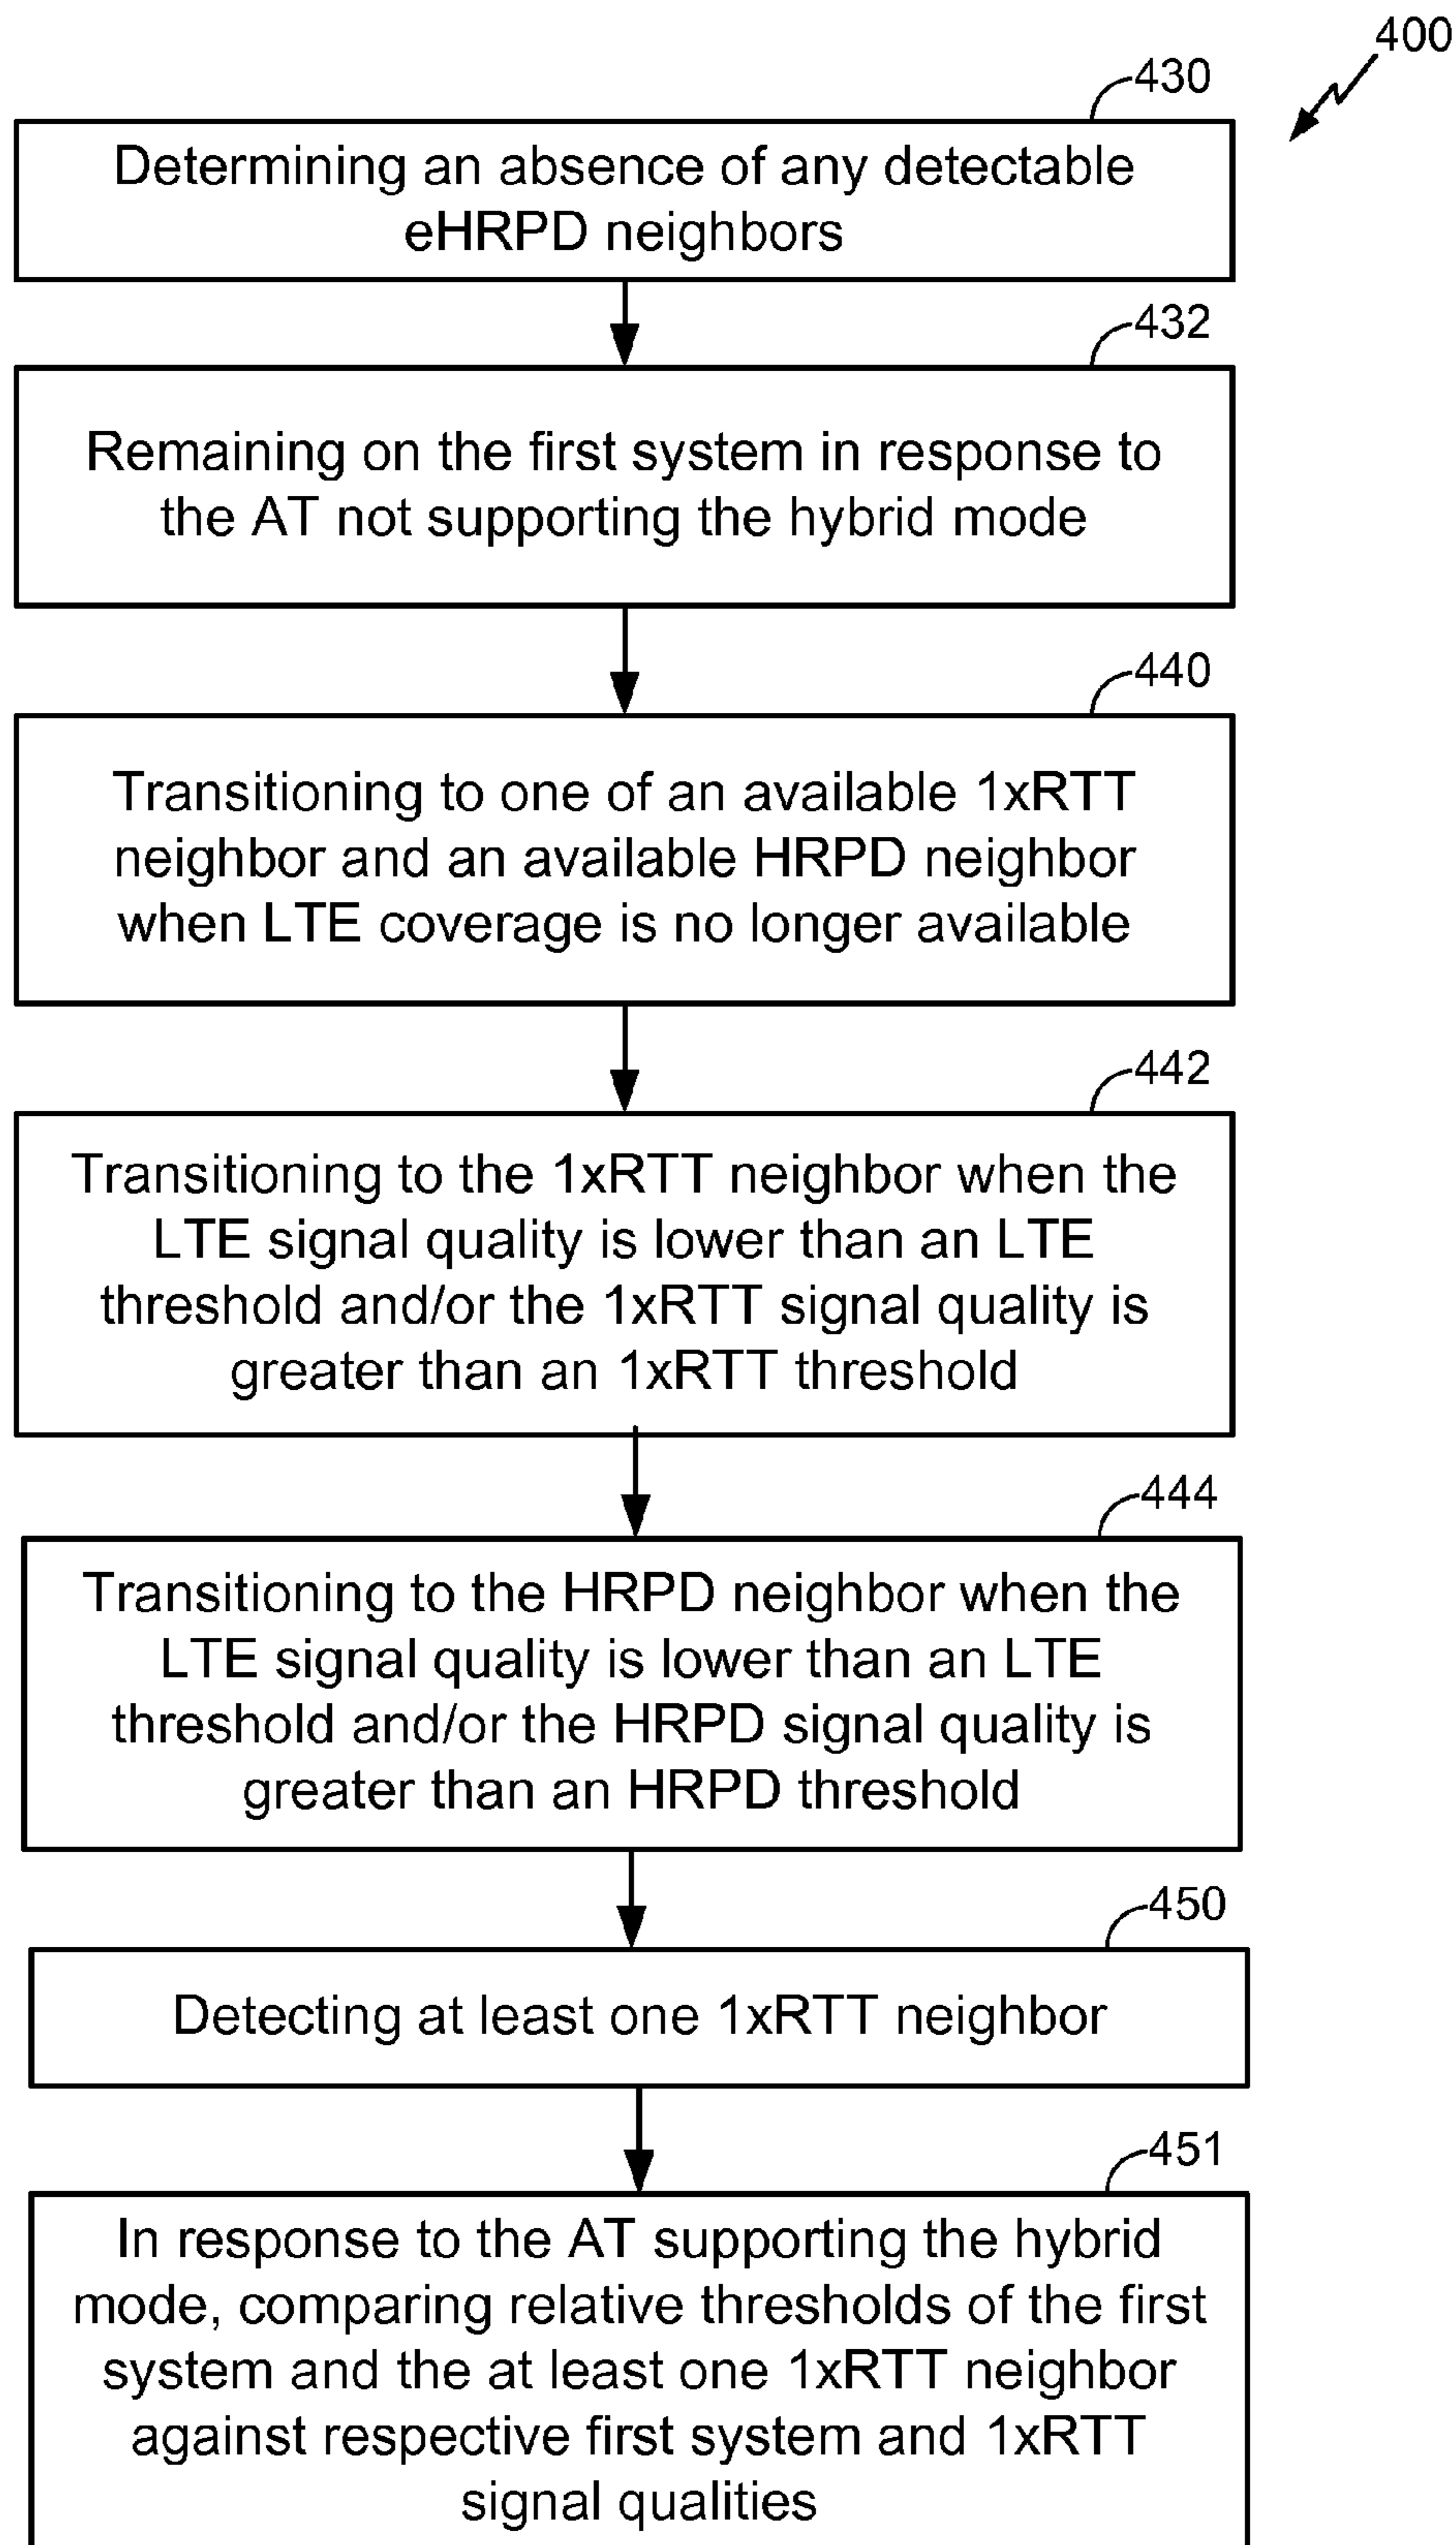 400
430
Determining an absence of any detectable
eHRPD neighbors
432
Remaining on the first system in response to
the AT not supporting the hybrid mode
440
Transitioning to one of an available 1xRTT
neighbor and an available HRPD neighbor
when LTE coverage is no longer available
442
Transitioning to the 1xRTT neighbor when the
LTE signal quality is lower than an LTE
threshold and/or the 1xRTT signal quality is
greater than an 1xRTT threshold
444
Transitioning to the HRPD neighbor when the
LTE signal quality is lower than an LTE
threshold and/or the HRPD signal quality is
greater than an HRPD threshold
450
Detecting at least one 1xRTT neighbor
451
In response to the AT supporting the hybrid
mode, comparing relative thresholds of the first
system and the at least one 1xRTT neighbor
against respective first system and 1xRTT
signal qualities